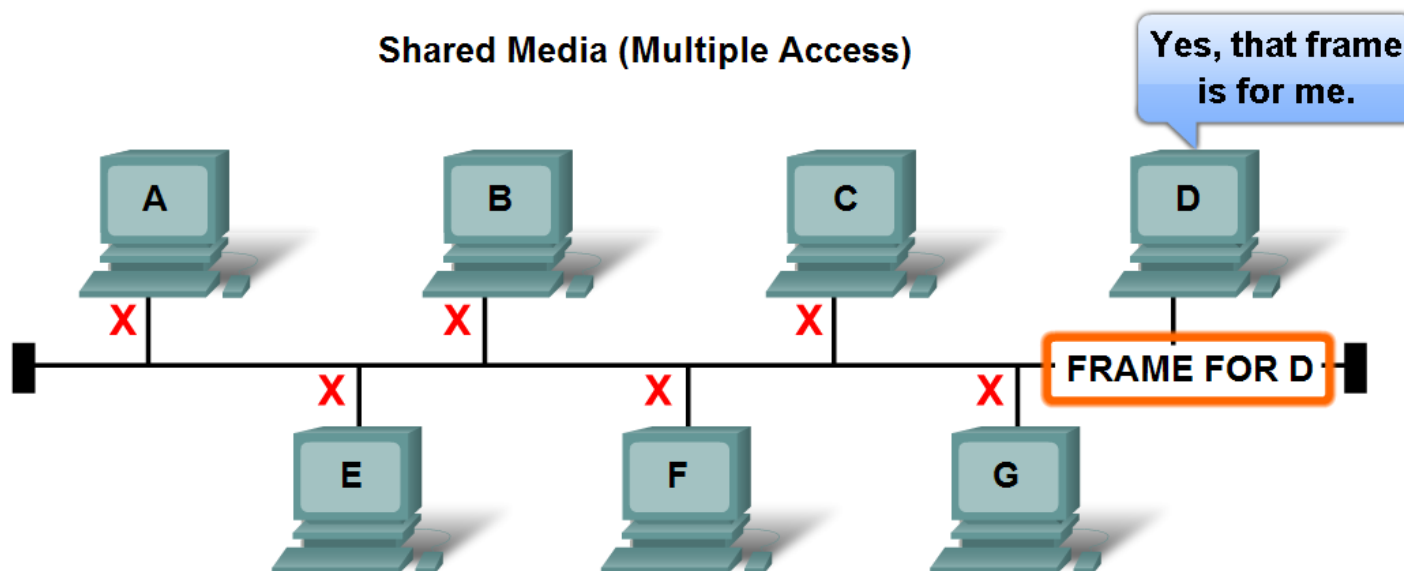 Shared Media (Multiple Access)
Yes, that frame
is for me.
A
B
C
D
X
X
X
FRAME FOR D
X
X
X
E
F
G